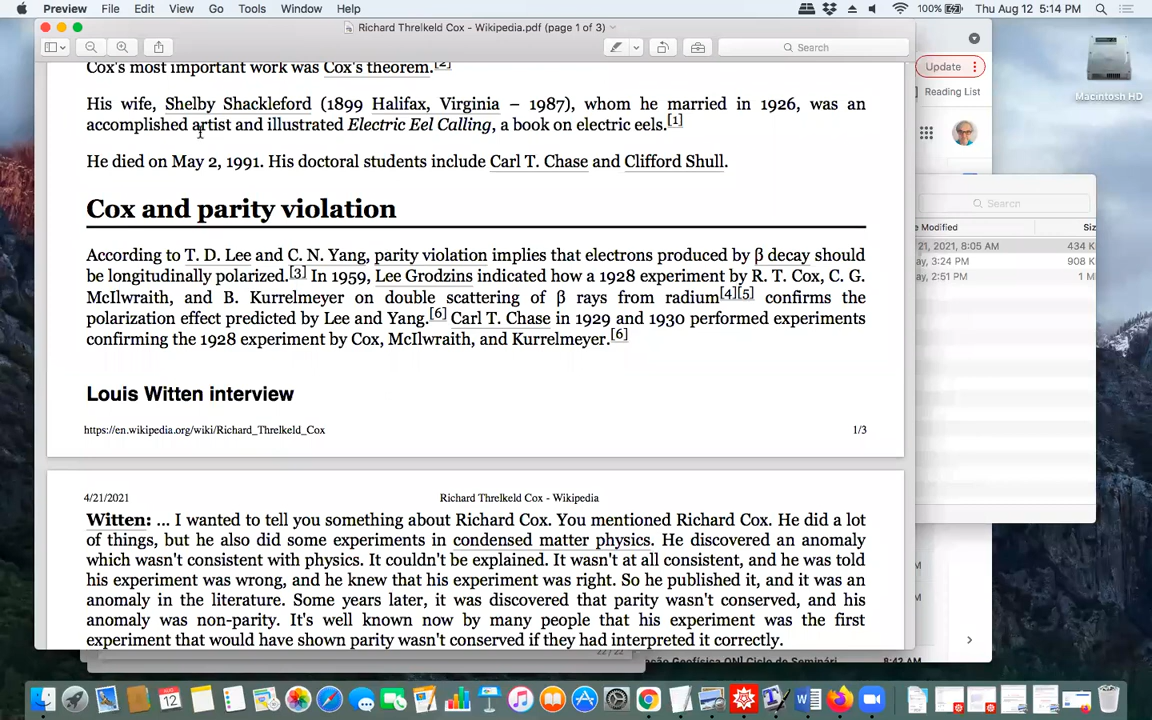 Preview File Edit View Go Tools Window Help 100% Thu Aug 12 5:14 PM
Richard Threlkeld Cox - Wikipedia.pdf (page 1 of 3)
Search
Cox's most important work was Cox's theorem.[2]
His wife, Shelby Shackleford (1899 Halifax, Virginia – 1987), whom he married in 1926, was an
accomplished artist and illustrated Electric Eel Calling, a book on electric eels.[1]
He died on May 2, 1991. His doctoral students include Carl T. Chase and Clifford Shull.
Cox and parity violation
According to T. D. Lee and C. N. Yang, parity violation implies that electrons produced by β decay should
be longitudinally polarized.[3] In 1959, Lee Grodzins indicated how a 1928 experiment by R. T. Cox, C. G.
McIlwraith, and B. Kurrelmeyer on double scattering of β rays from radium[4][5] confirms the
polarization effect predicted by Lee and Yang.[6] Carl T. Chase in 1929 and 1930 performed experiments
confirming the 1928 experiment by Cox, McIlwraith, and Kurrelmeyer.[6]
Louis Witten interview
https://en.wikipedia.org/wiki/Richard_Threlkeld_Cox 1/3
4/21/2021 Richard Threlkeld Cox - Wikipedia
Witten: ... I wanted to tell you something about Richard Cox. You mentioned Richard Cox. He did a lot
of things, but he also did some experiments in condensed matter physics. He discovered an anomaly
which wasn't consistent with physics. It couldn't be explained. It wasn't at all consistent, and he was told
his experiment was wrong, and he knew that his experiment was right. So he published it, and it was an
anomaly in the literature. Some years later, it was discovered that parity wasn't conserved, and his
anomaly was non-parity. It's well known now by many people that his experiment was the first
experiment that would have shown parity wasn't conserved if they had interpreted it correctly.
Update
Reading List
Macintosh HD
Search
Modified Siz
21, 2021, 8:05 AM 434 K
ay, 3:24 PM 908 K
ay, 2:51 PM 1 M
22 / 22
Geofísica ON| Ciclo de Seminári 8:42 AM
12